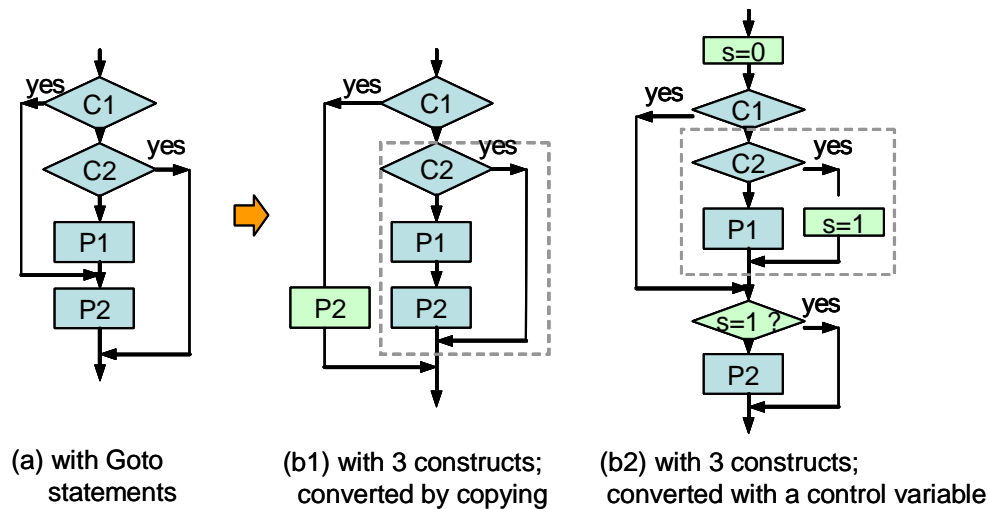 yes
C1
yes
C2
P1
P2
(a) with Goto
statements
yes
C1
yes
C2
P1
P2
P2
(b1) with 3 constructs;
converted by copying
s=0
yes
C1
yes
C2
P1
s=1
yes
s=1 ?
P2
(b2) with 3 constructs;
converted with a control variable